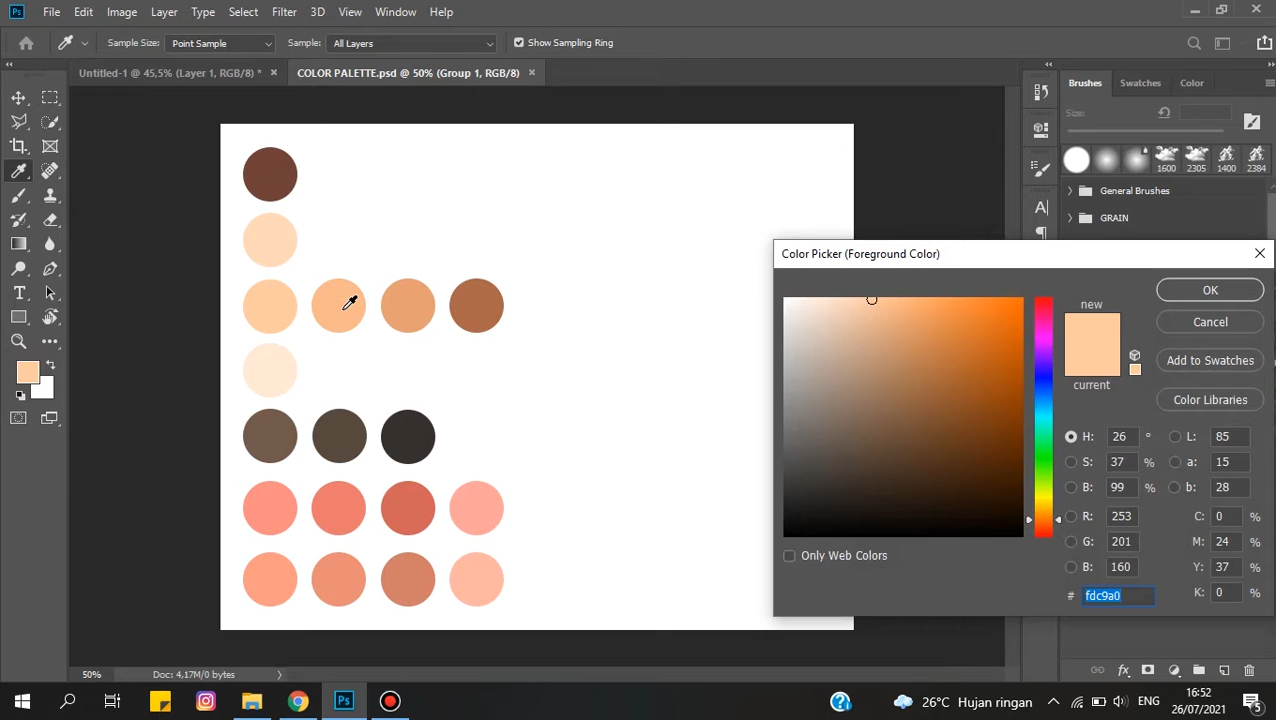 Ps File Edit Image Layer Type Select Filter 3D View Window Help
Sample Size: Point Sample Sample: All Layers Show Sampling Ring
Untitled-1 @ 45,5% (Layer 1, RGB/8) * × COLOR PALETTE.psd @ 50% (Group 1, RGB/8) ×
Brushes Swatches Color
Size:
1600 2305 1400 2384
General Brushes
GRAIN
Color Picker (Foreground Color)
new
current
OK
Cancel
Add to Swatches
Color Libraries
H: 26 ° L: 85
S: 37 % a: 15
B: 99 % b: 28
R: 253 C: 0 %
G: 201 M: 24 %
B: 160 Y: 37 %
# fdc9a0 K: 0 %
Only Web Colors
50% Doc: 4,17M/0 bytes
Ps 26°C Hujan ringan ENG 16:52
26/07/2021
5